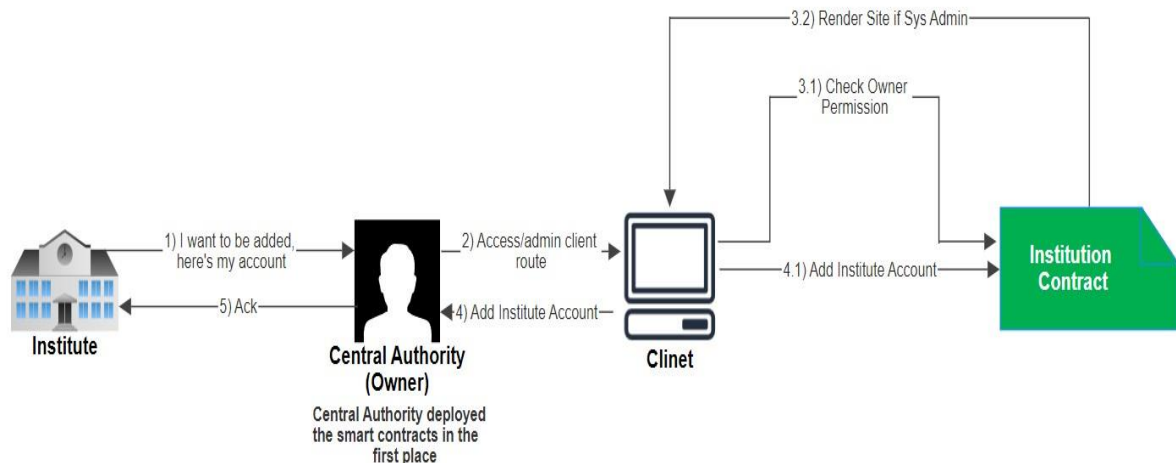 3.2) Render Site if Sys Admin
3.1) Check Owner
Permission
1) I want to be added,
here's my account
2) Access/admin client
route
4.1) Add Institute Account
Institution
Contract
5) Ack
4) Add Institute Account
Institute
Central Authority
(Owner)
Clinet
Central Authority deployed
the smart contracts in the
first place